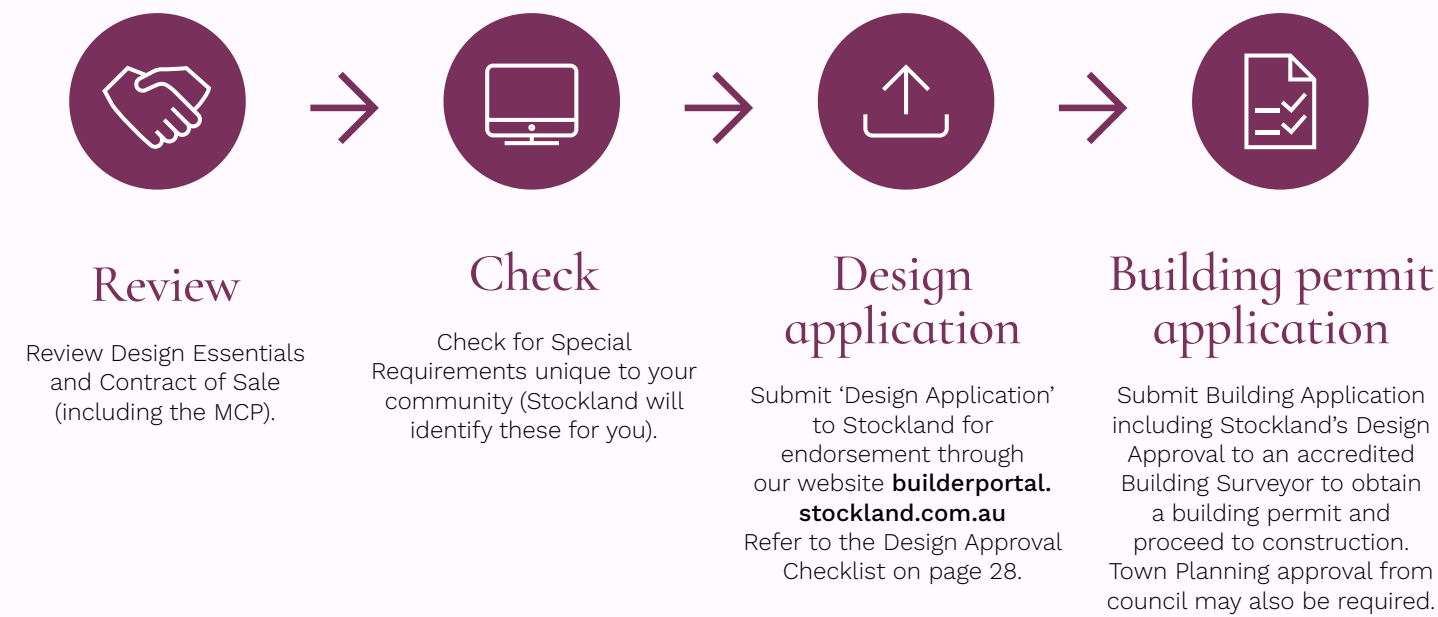 Review
Review Design Essentials
and Contract of Sale
(including the MCP).
Check
Check for Special
Requirements unique to your
community (Stockland will
identify these for you).
Design
application
Submit ‘Design Application’
to Stockland for
endorsement through
our website builderportal.
stockland.com.au
Refer to the Design Approval
Checklist on page 28.
Building permit
application
Submit Building Application
including Stockland’s Design
Approval to an accredited
Building Surveyor to obtain
a building permit and
proceed to construction.
Town Planning approval from
council may also be required.